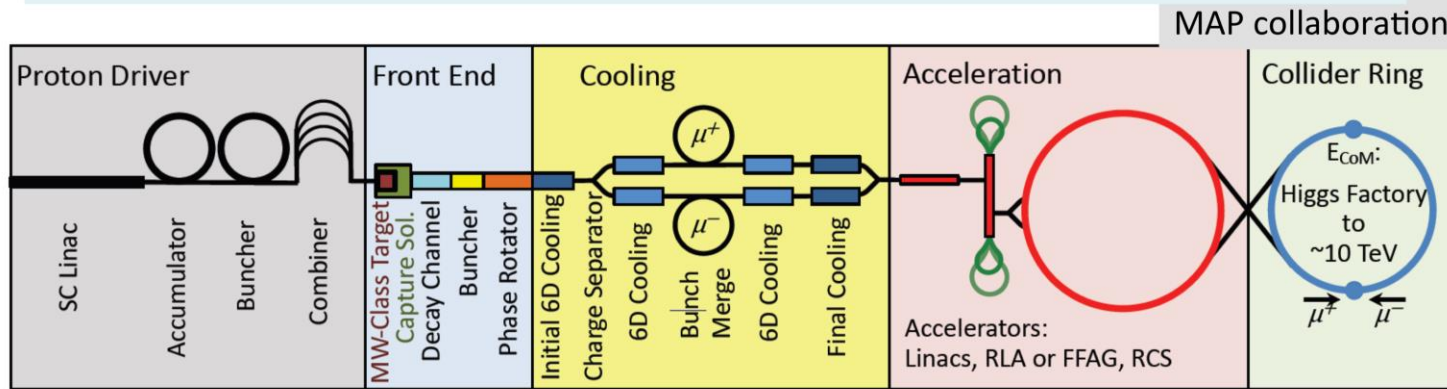 MAP collaboration
Proton Driver
SC Linac
Accumulator
Buncher
Combiner
Front End
MW-Class Target
Capture Sol.
Decay Channel
Buncher
Phase Rotator
Cooling
μ+
μ−
Initial 6D Cooling
Charge Separator
6D Cooling
Bunch
Merge
6D Cooling
Final Cooling
Acceleration
Accelerators:
Linacs, RLA or FFAG, RCS
Collider Ring
ECoM:
Higgs Factory
to
~10 TeV
μ+ μ−